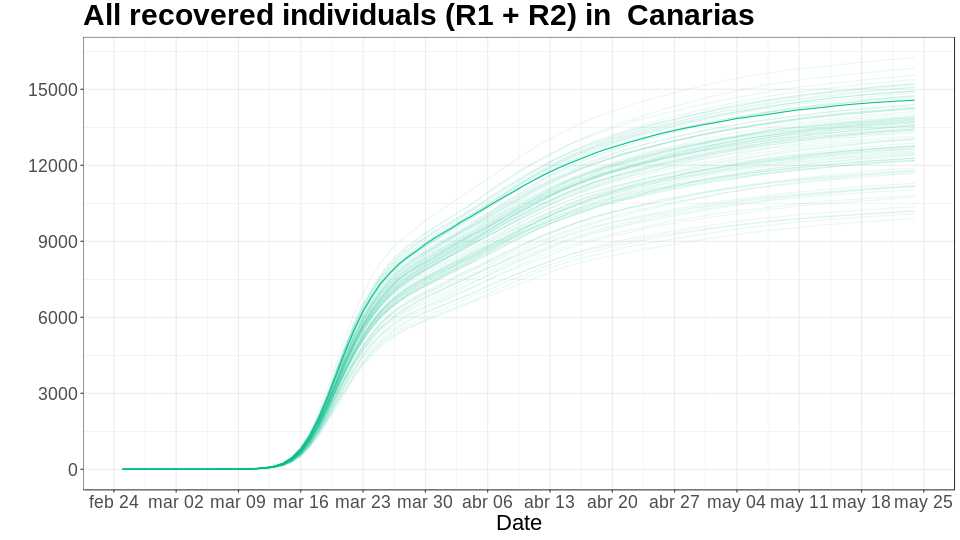 All recovered individuals (R1 + R2) in  Canarias
15000
12000
9000
6000
3000
0
feb 24 mar 02 mar 09 mar 16 mar 23 mar 30 abr 06 abr 13 abr 20 abr 27 may 04 may 11 may 18 may 25
Date